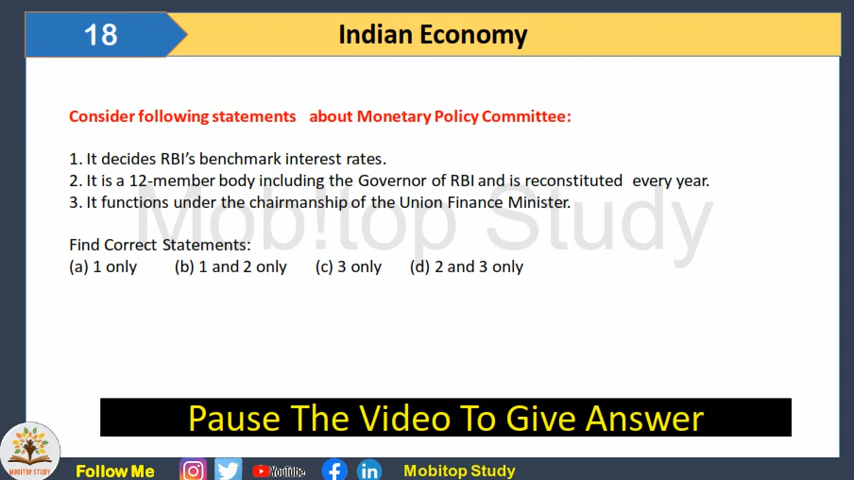 18
Indian Economy
Consider following statements about Monetary Policy Committee:
1. It decides RBI's benchmark interest rates.
2. It is a 12-member body including the Governor of RBI and is reconstituted every year.
3. It functions under the chairmanship of the Union Finance Minister.
Mob!top Study
Find Correct Statements:
(a) 1 only (b) 1 and 2 only (c) 3 only (d) 2 and 3 only
Pause The Video To Give Answer
MOBITOP STUDY
Follow Me YouTube Mobitop Study